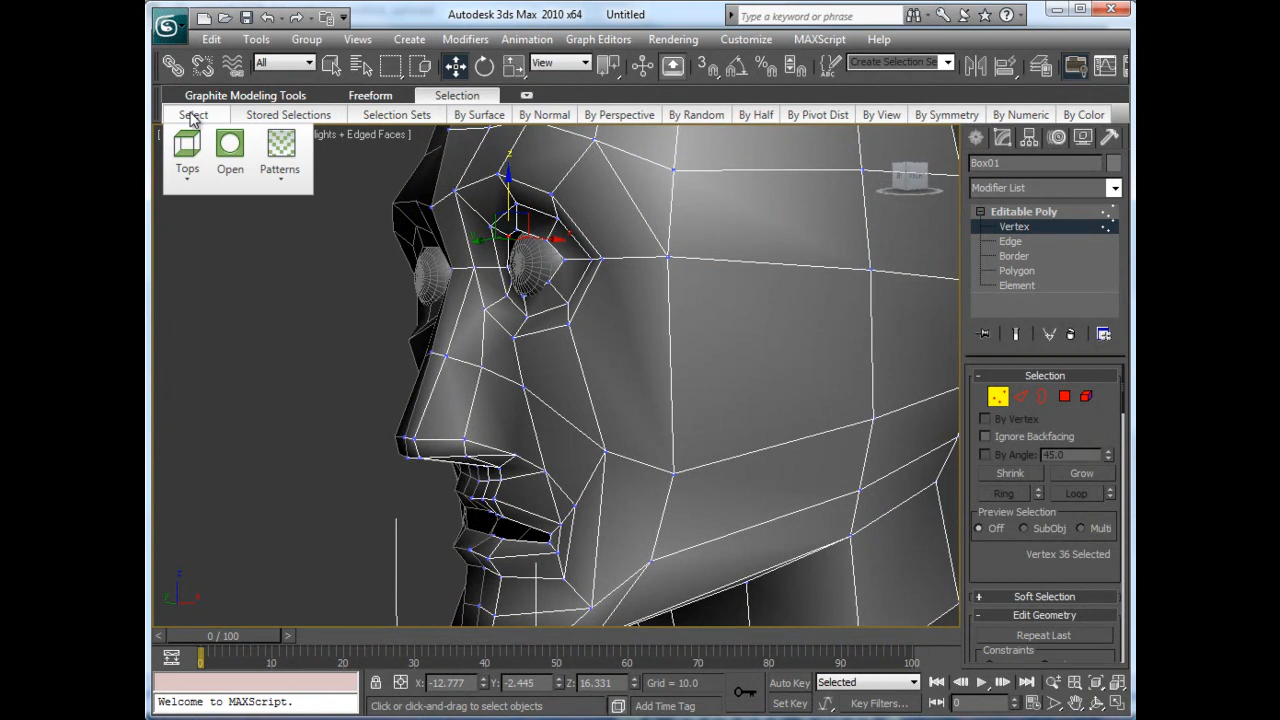 Autodesk 3ds Max 2010 x64 Untitled
Type a keyword or phrase
Edit Tools Group Views Create Modifiers Animation Graph Editors Rendering Customize MAXScript Help
All View Create Selection Se
Graphite Modeling Tools Freeform Selection
Select Stored Selections Selection Sets By Surface By Normal By Perspective By Random By Half By Pivot Dist By View By Symmetry By Numeric By Color
lights + Edged Faces ]
Tops Open Patterns
Box01
Modifier List
Editable Poly
Vertex
Edge
Border
Polygon
Element
Selection
By Vertex
Ignore Backfacing
By Angle: 45.0
Shrink Grow
Ring Loop
Preview Selection
Off SubObj Multi
Vertex 36 Selected
Soft Selection
Edit Geometry
Repeat Last
Constraints
0 / 100
0 10 20 30 40 50 60 70 80 90 100
X: -12.777 Y: -2.445 Z: 16.331 Grid = 10.0 Auto Key Selected
Welcome to MAXScript. Click or click-and-drag to select objects Add Time Tag Set Key Key Filters... 0